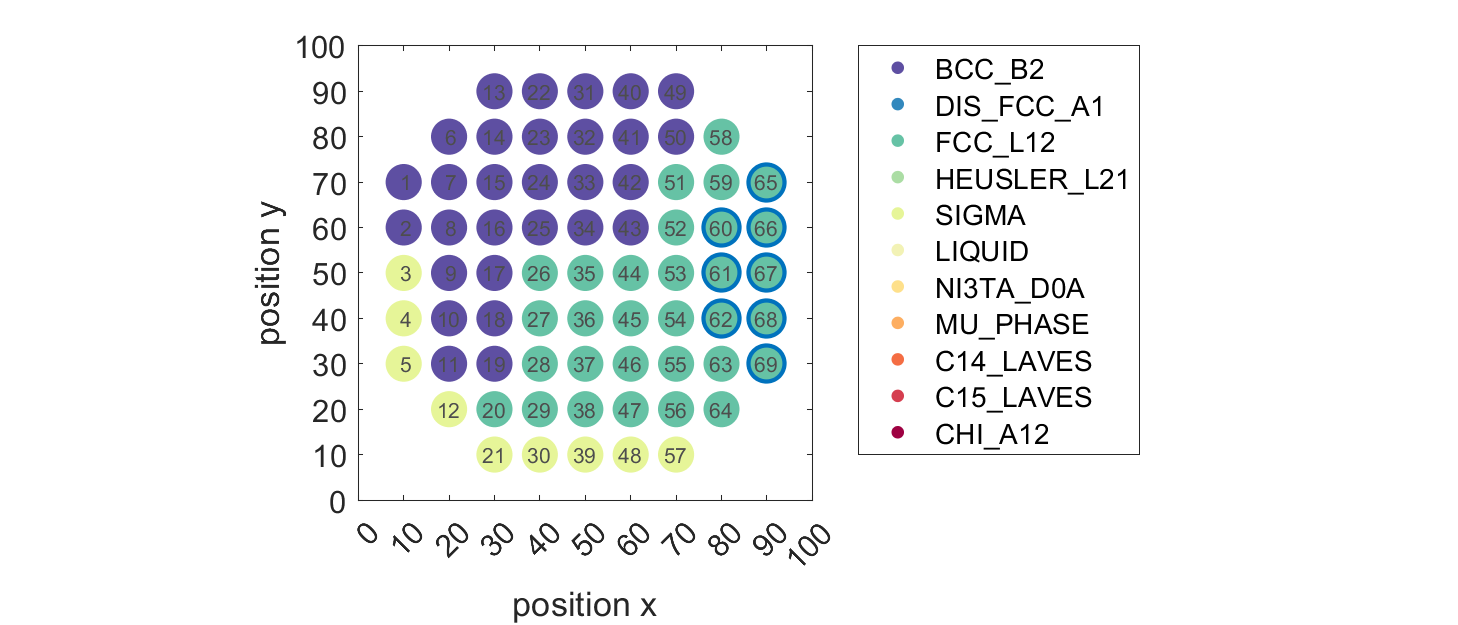 100
90
80
70
60
50
40
30
20
10
0
position y
13 22 31 40 49
6 14 23 32 41 50 58
1 7 15 24 33 42 51 59 65
2 8 16 25 34 43 52 60 66
3 9 17 26 35 44 53 61 67
4 10 18 27 36 45 54 62 68
5 11 19 28 37 46 55 63 69
12 20 29 38 47 56 64
21 30 39 48 57
0 10 20 30 40 50 60 70 80 90 100
position x
BCC_B2
DIS_FCC_A1
FCC_L12
HEUSLER_L21
SIGMA
LIQUID
NI3TA_D0A
MU_PHASE
C14_LAVES
C15_LAVES
CHI_A12